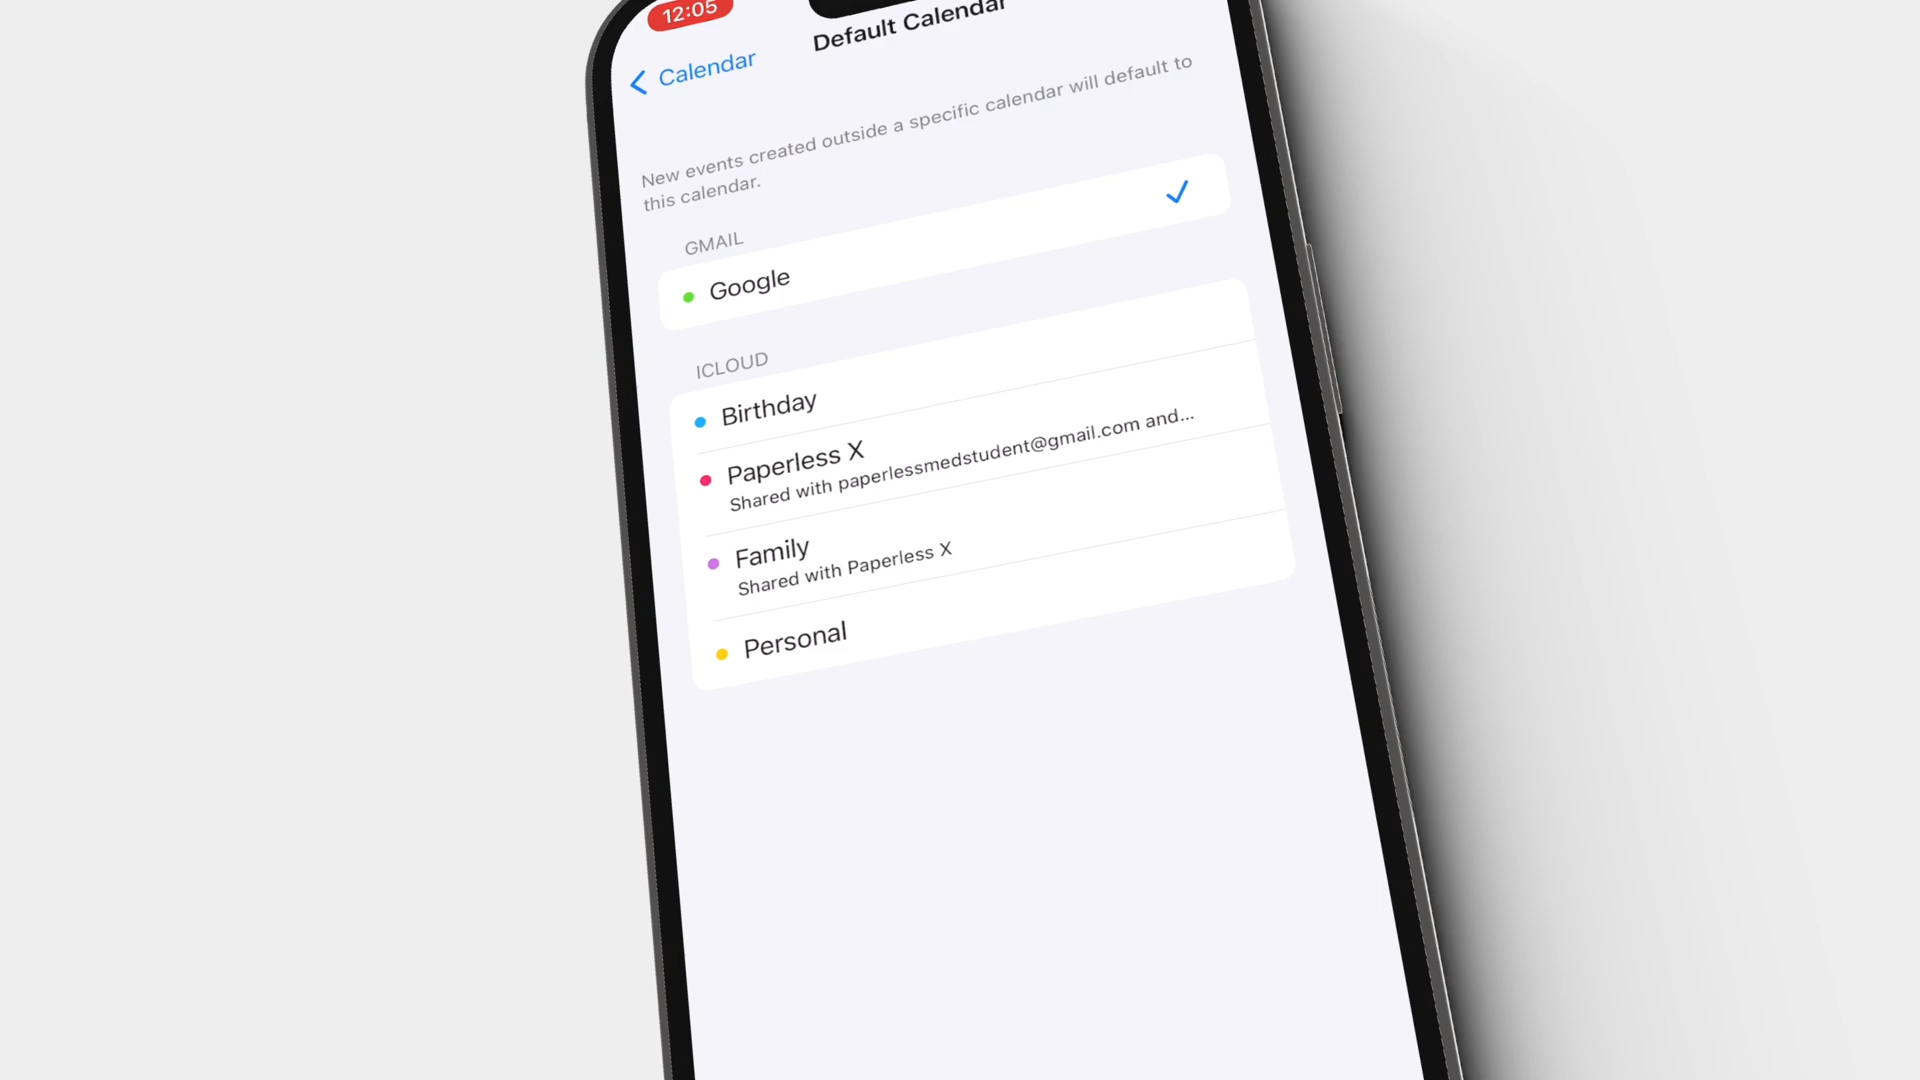 12:05
Calendar
Default Calendar
New events created outside a specific calendar will default to
this calendar.
GMAIL
Google
ICLOUD
Birthday
Paperless X
Shared with paperlessmedstudent@gmail.com and...
Family
Shared with Paperless X
Personal